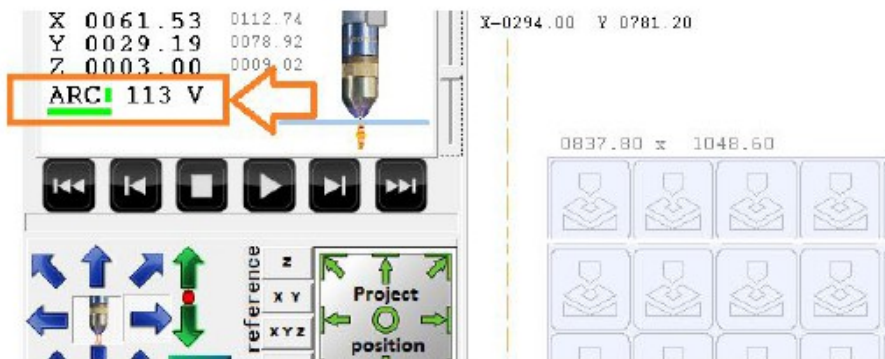 X 0061.53 0112.74
Y 0029.19 0078.92
Z 0003.00 0009.02
ARC 113 V
X-0294.00 Y 0781.20
0837.80 x 1048.60
reference
Z
X Y
X Y Z
Project
position